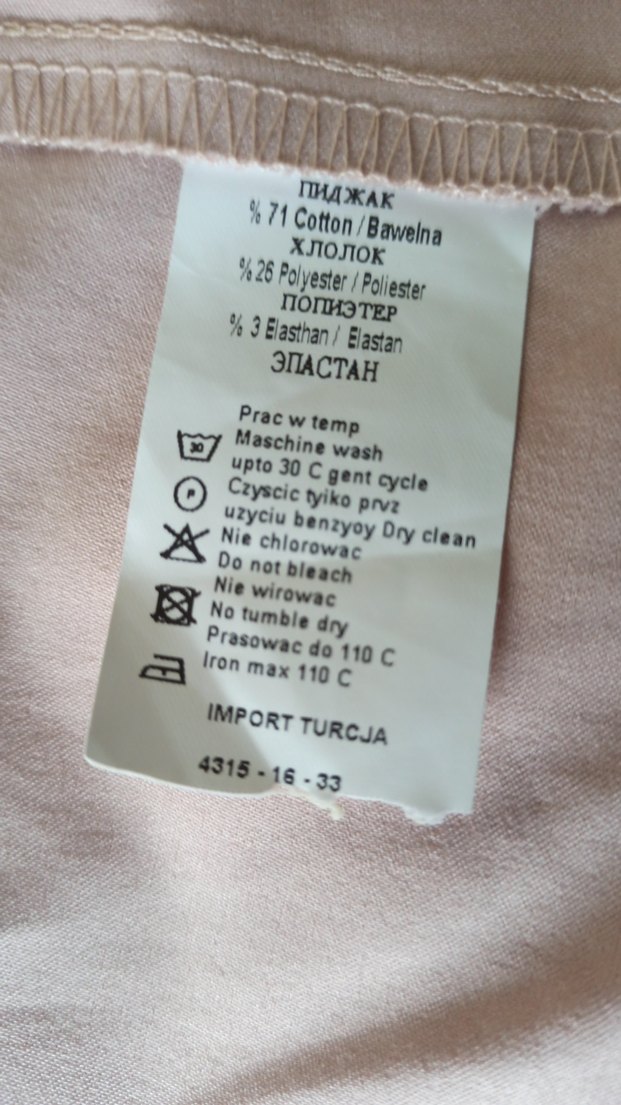 ПИДЖАК
% 71 Cotton / Bawelna
ХЛОЛОК
% 26 Polyester / Poliester
ПОПИЭТЕР
% 3 Elasthan / Elastan
ЭПАСТАН
Prac w temp
30 Maschine wash
upto 30 C gent cycle
P Czyscic tyiko prvz
uzyciu benzyoy Dry clean
Nie chlorowac
Do not bleach
Nie wirowac
No tumble dry
Prasowac do 110 C
Iron max 110 C
IMPORT TURCJA
4315 - 16 - 33